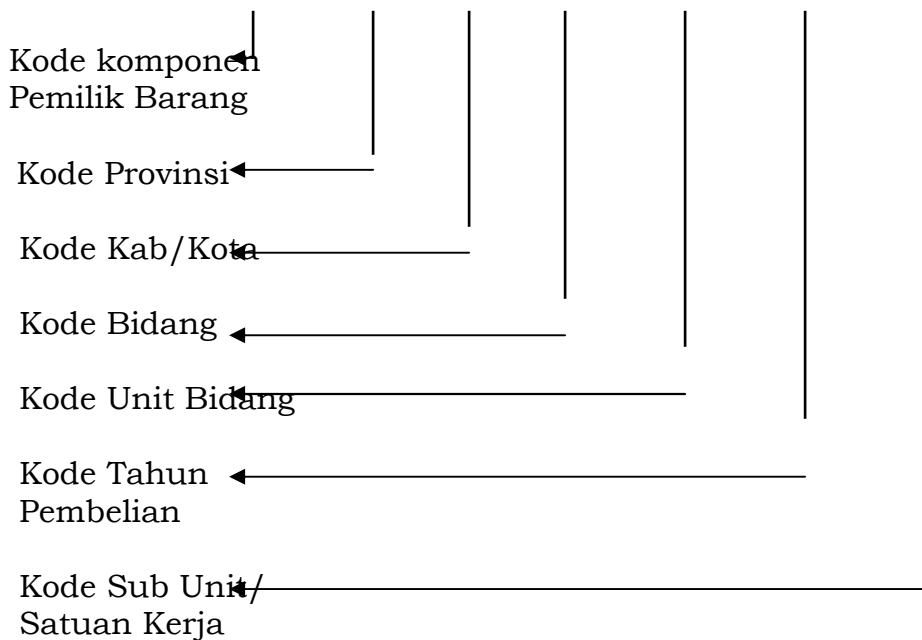 Kode komponen
Pemilik Barang
Kode Provinsi
Kode Kab/Kota
Kode Bidang
Kode Unit Bidang
Kode Tahun
Pembelian
Kode Sub Unit/
Satuan Kerja